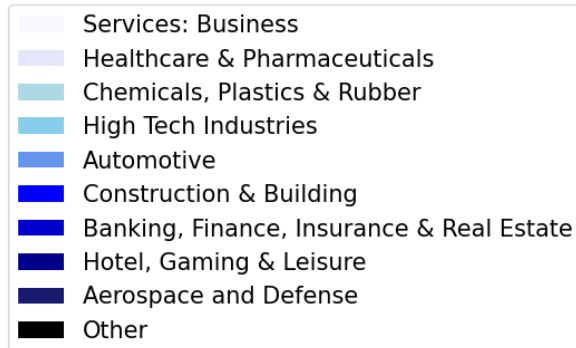 Services: Business
Healthcare & Pharmaceuticals
Chemicals, Plastics & Rubber
High Tech Industries
Automotive
Construction & Building
Banking, Finance, Insurance & Real Estate
Hotel, Gaming & Leisure
Aerospace and Defense
Other